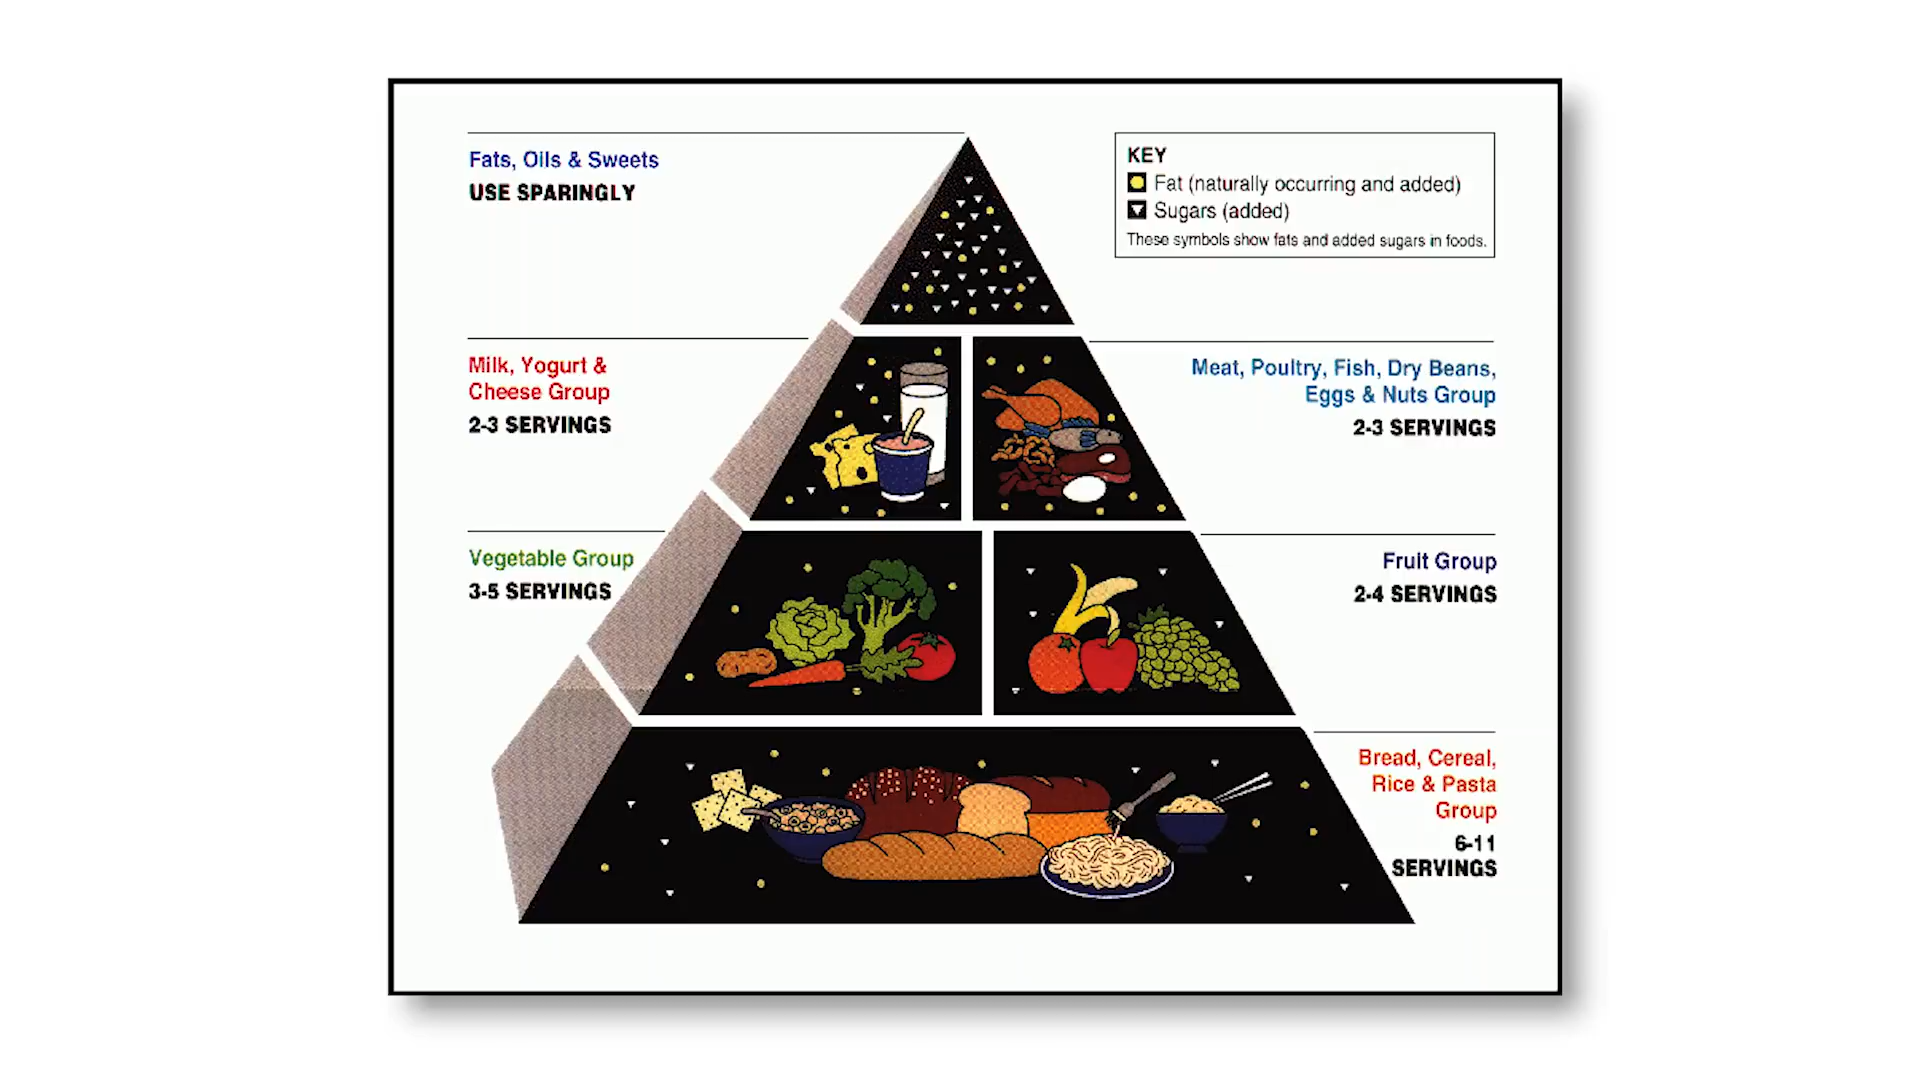 Fats, Oils & Sweets
USE SPARINGLY
KEY
Fat (naturally occurring and added)
Sugars (added)
These symbols show fats and added sugars in foods.
Milk, Yogurt &
Cheese Group
2-3 SERVINGS
Meat, Poultry, Fish, Dry Beans,
Eggs & Nuts Group
2-3 SERVINGS
Vegetable Group
3-5 SERVINGS
Fruit Group
2-4 SERVINGS
Bread, Cereal,
Rice & Pasta
Group
6-11
SERVINGS